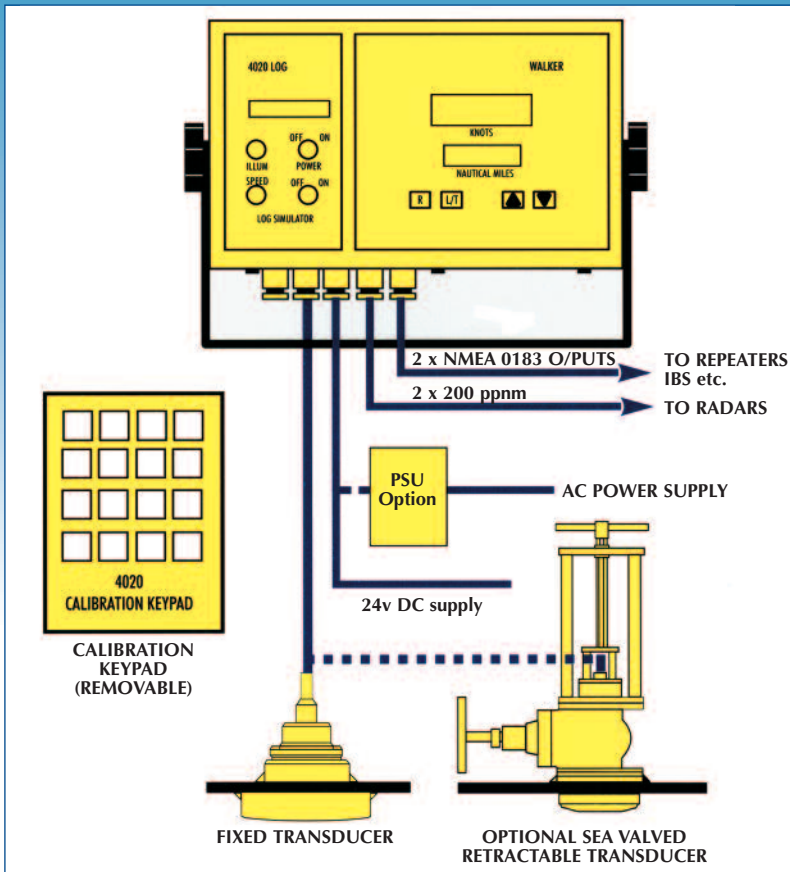 4020 LOG
WALKER
KNOTS
NAUTICAL MILES
OFF ON
ILLUM POWER
SPEED OFF ON
LOG SIMULATOR
R L/T
2 x NMEA 0183 O/PUTS
TO REPEATERS
IBS etc.
2 x 200 ppnm
TO RADARS
PSU
Option
AC POWER SUPPLY
24v DC supply
4020
CALIBRATION KEYPAD
CALIBRATION
KEYPAD
(REMOVABLE)
FIXED TRANSDUCER
OPTIONAL SEA VALVED
RETRACTABLE TRANSDUCER